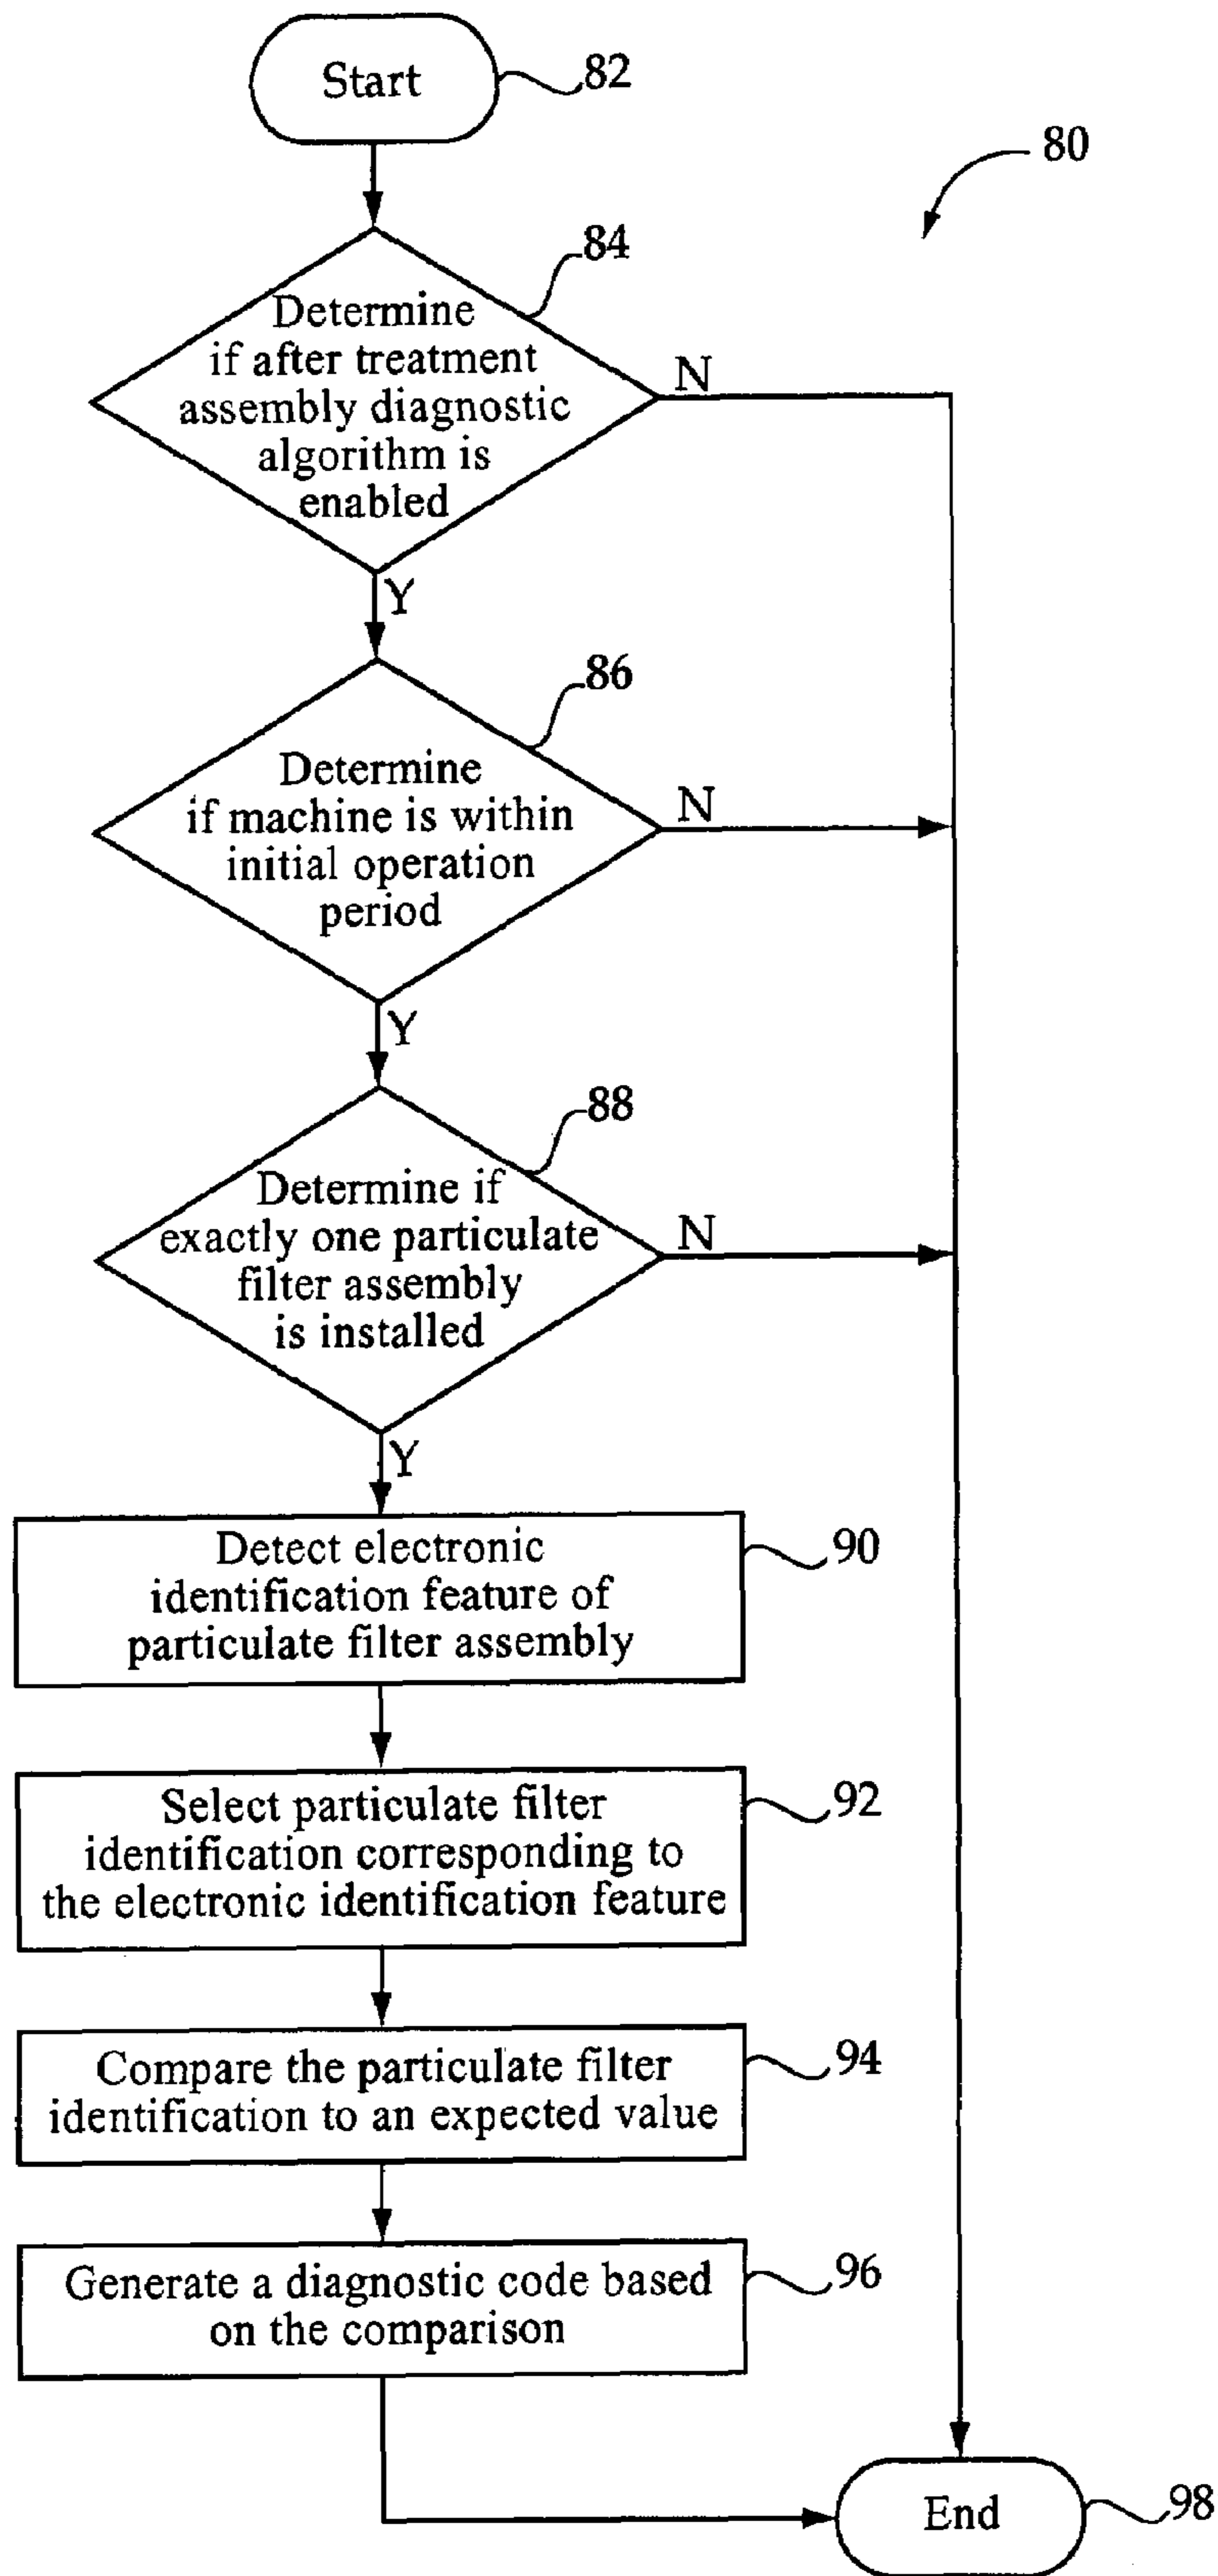 Start
82
80
84
Determine
if after treatment
assembly diagnostic
algorithm is
enabled
N
Y
86
Determine
if machine is within
initial operation
period
N
Y
88
Determine if
exactly one particulate
filter assembly
is installed
N
Y
Detect electronic
identification feature of
particulate filter assembly
90
Select particulate filter
identification corresponding to
the electronic identification feature
92
Compare the particulate filter
identification to an expected value
94
Generate a diagnostic code based
on the comparison
96
End
98